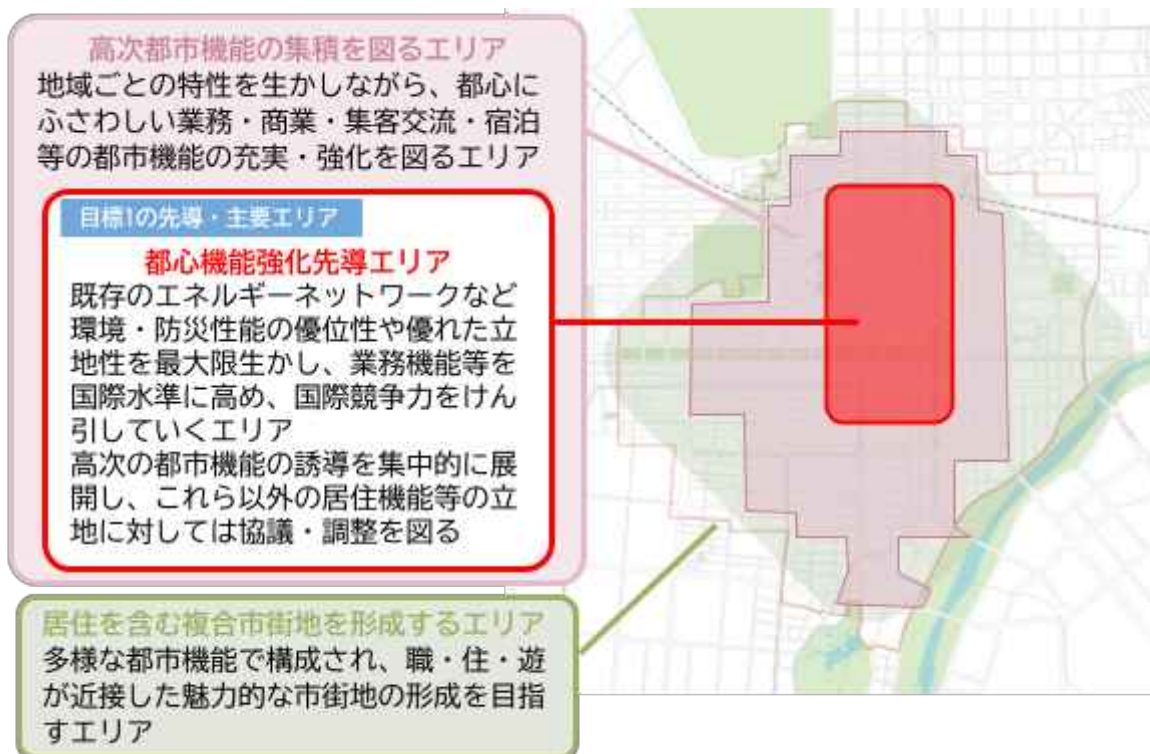 高次都市機能の集積を図るエリア
地域ごとの特性を生かしながら、都心に
ふさわしい業務・商業・集客交流・宿泊
等の都市機能の充実・強化を図るエリア
目標1の先導・主要エリア
都心機能強化先導エリア
既存のエネルギーネットワークなど
環境・防災性能の優位性や優れた立
地性を最大限生かし、業務機能等を
国際水準に高め、国際競争力をけん
引していくエリア
高次の都市機能の誘導を集中的に展
開し、これら以外の居住機能等の立
地に対しては協議・調整を図る
居住を含む複合市街地を形成するエリア
多様な都市機能で構成され、職・住・遊
が近接した魅力的な市街地の形成を目指
すエリア